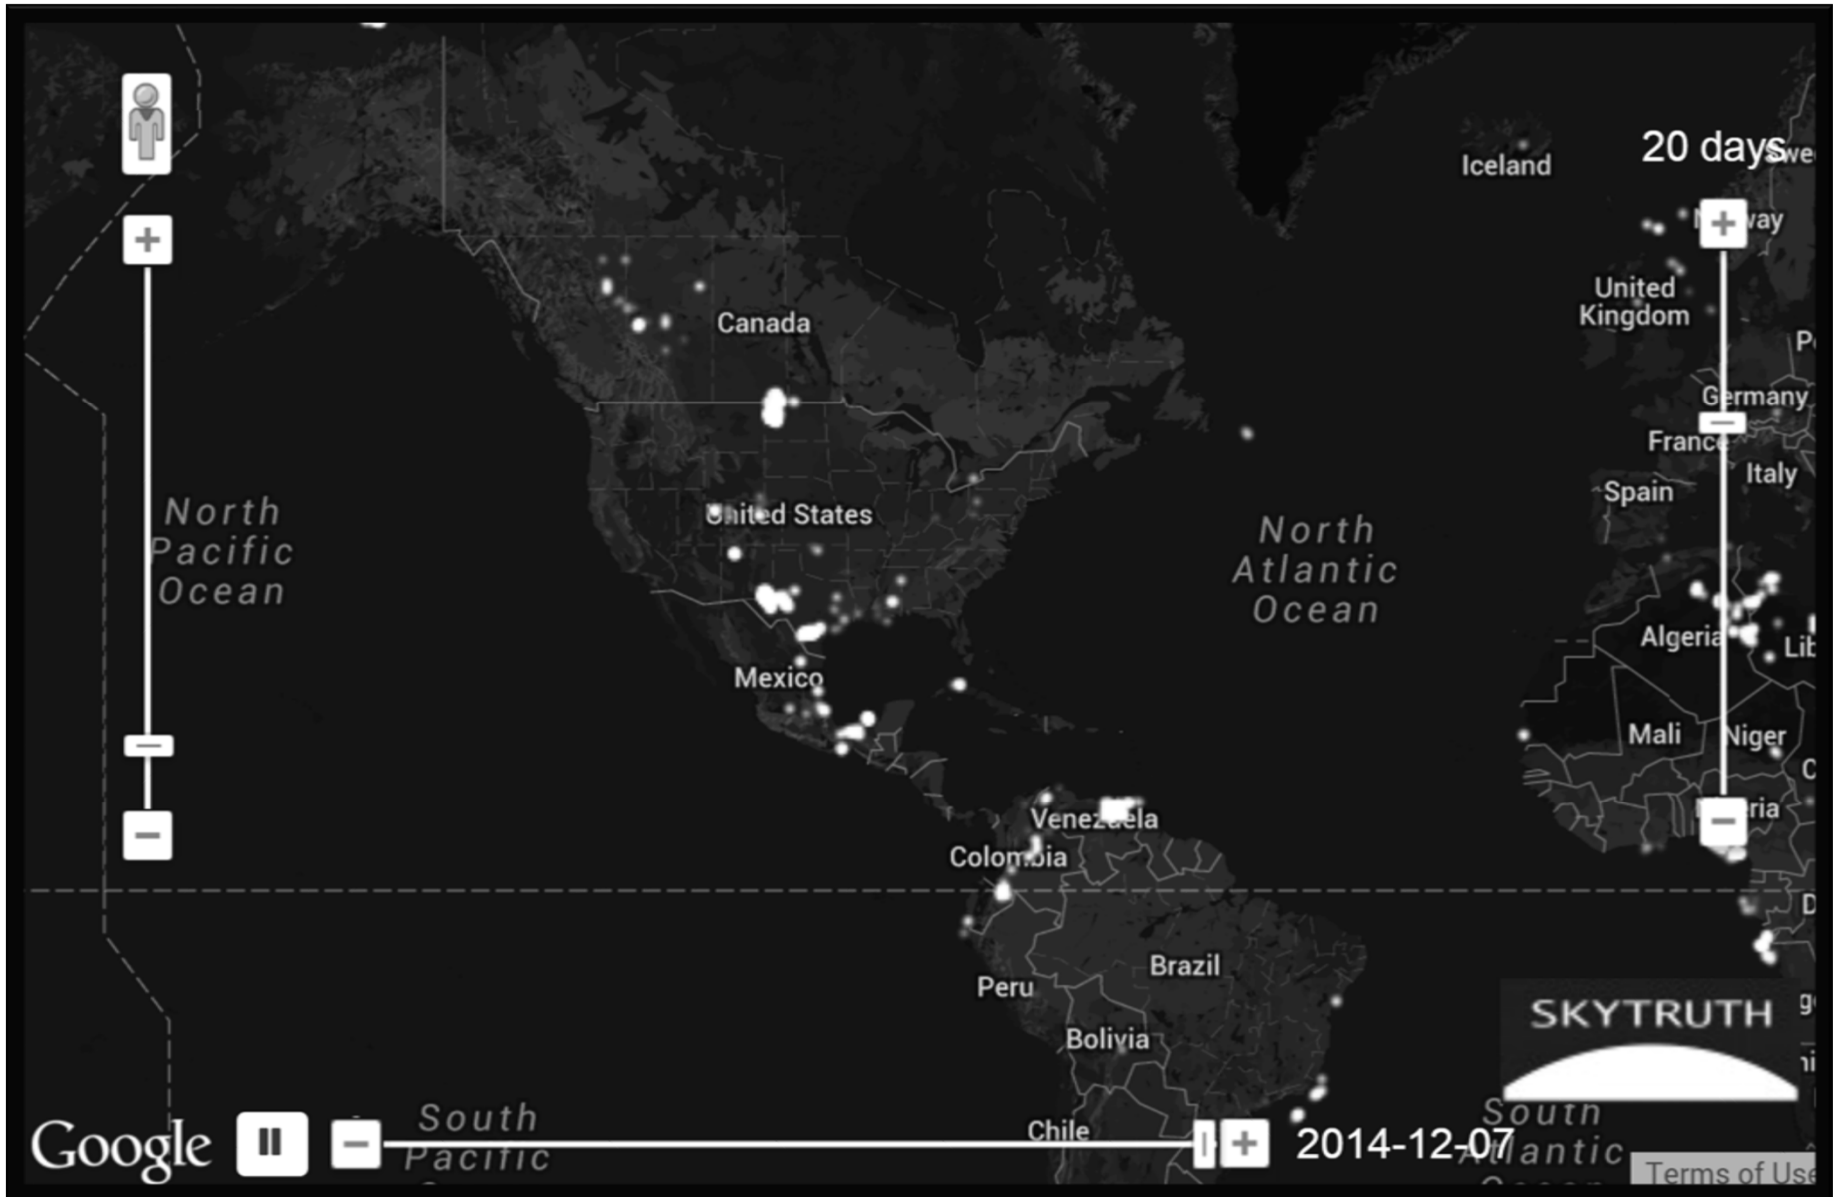 20 days
Iceland
Canada
United
Kingdom
Germany
France
Italy
Spain
United States
North
Pacific
Ocean
North
Atlantic
Ocean
Mexico
Algeria
Mali
Niger
Venezuela
Colombia
Brazil
Peru
Bolivia
SKYTRUTH
South
Pacific
Chile
South
Atlantic
Google
2014-12-07
Terms of Use